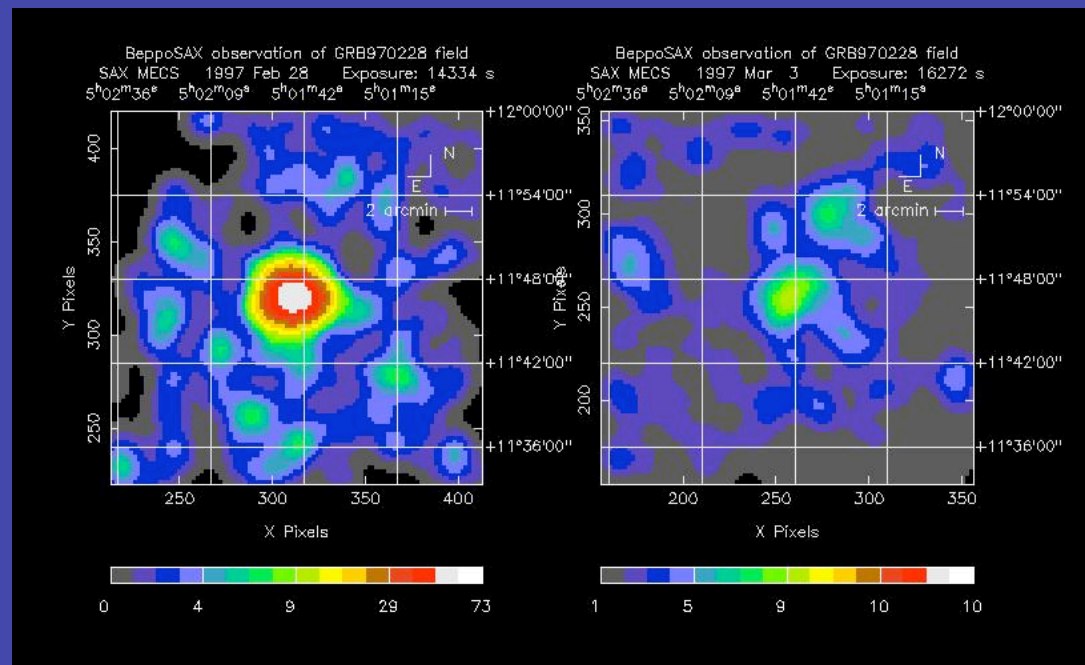 BeppoSAX observation of GRB970228 field
SAX MECS 1997 Feb 28 Exposure: 14334 s
5ʰ02ᵐ36ˢ 5ʰ02ᵐ09ˢ 5ʰ01ᵐ42ˢ 5ʰ01ᵐ15ˢ
+12°00'00"
+11°54'00"
+11°48'00"
+11°42'00"
+11°36'00"
N
E
2 arcmin
400
350
300
250
Y Pixels
250 300 350 400
X Pixels
0 4 9 29 73
BeppoSAX observation of GRB970228 field
SAX MECS 1997 Mar 3 Exposure: 16272 s
5ʰ02ᵐ36ˢ 5ʰ02ᵐ09ˢ 5ʰ01ᵐ42ˢ 5ʰ01ᵐ15ˢ
+12°00'00"
+11°54'00"
+11°48'00"
+11°42'00"
+11°36'00"
N
E
2 arcmin
350
300
250
200
Y Pixels
200 250 300 350
X Pixels
1 5 9 10 10